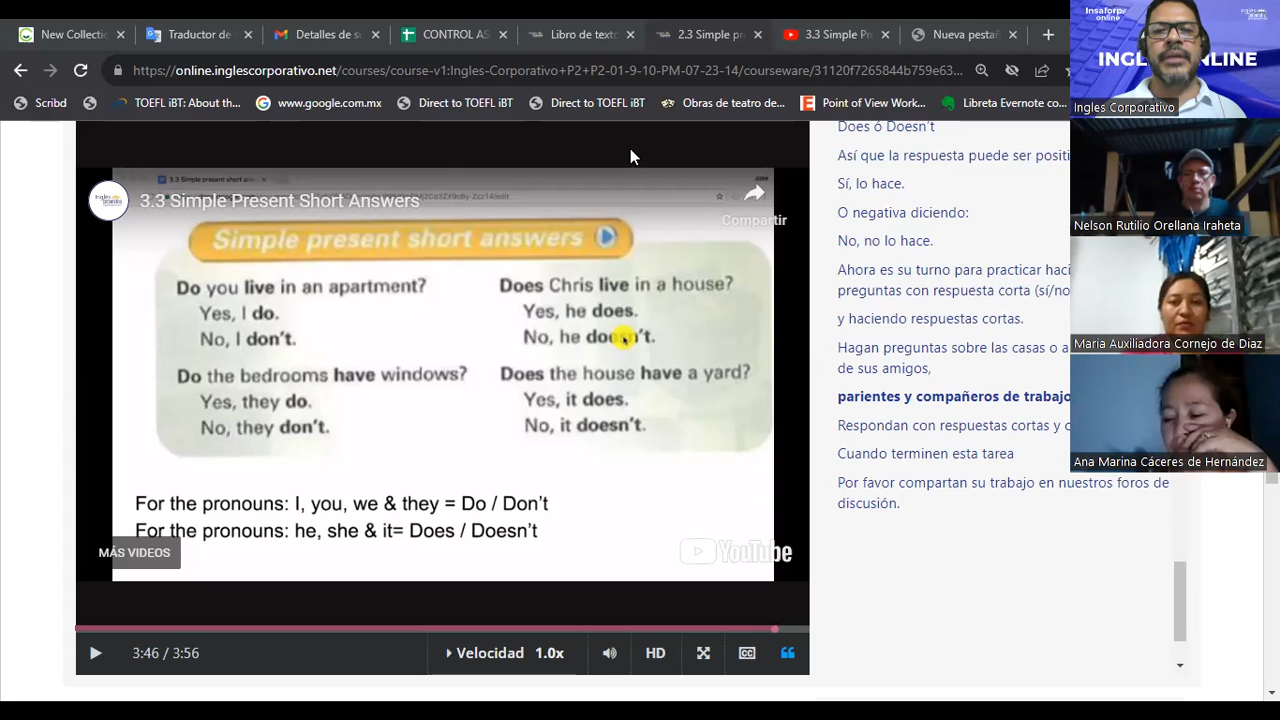 New Collecti
Traductor de
Detalles de su
CONTROL AS
Libro de texto
2.3 Simple pr
3.3 Simple Pr
Nueva pestañ
https://online.inglescorporativo.net/courses/course-v1:Ingles-Corporativo+P2+P2-01-9-10-PM-07-23-14/courseware/31120f7265844b759e63...
Scribd
TOEFL iBT: About th...
www.google.com.m
Direct to TOEFL iBT
Direct to TOEFL iBT
Obras de teatro de...
Point of View Work...
Libreta Evernote co...
3.3 Simple Present Short Answers
Compartir
Simple present short answers
Do you live in an apartment?
Yes, I do.
No, I don't.
Do the bedrooms have windows?
Yes, they do.
No, they don't.
Does Chris live in a house?
Yes, he does.
No, he doesn't.
Does the house have a yard?
Yes, it does.
No, it doesn't.
For the pronouns: I, you, we & they = Do / Don't
For the pronouns: he, she & it= Does / Doesn't
MÁS VIDEOS
YouTube
3:46 / 3:56
Velocidad 1.0x
HD
CC
Does ó Doesn't
Así que la respuesta puede ser positi
Sí, lo hace.
O negativa diciendo:
No, no lo hace.
Ahora es su turno para practicar haci
preguntas con respuesta corta (sí/no
y haciendo respuestas cortas.
Hagan preguntas sobre las casas o a
de sus amigos,
parientes y compañeros de trabajo
Respondan con respuestas cortas y c
Cuando terminen esta tarea
Por favor compartan su trabajo en nuestros foros de
discusión.
Insaforp
online
INGL
ONLINE
Ingles Corporativo
Nelson Rutilio Orellana Iraheta
Maria Auxiliadora Cornejo de Diaz
Ana Marina Cáceres de Hernández